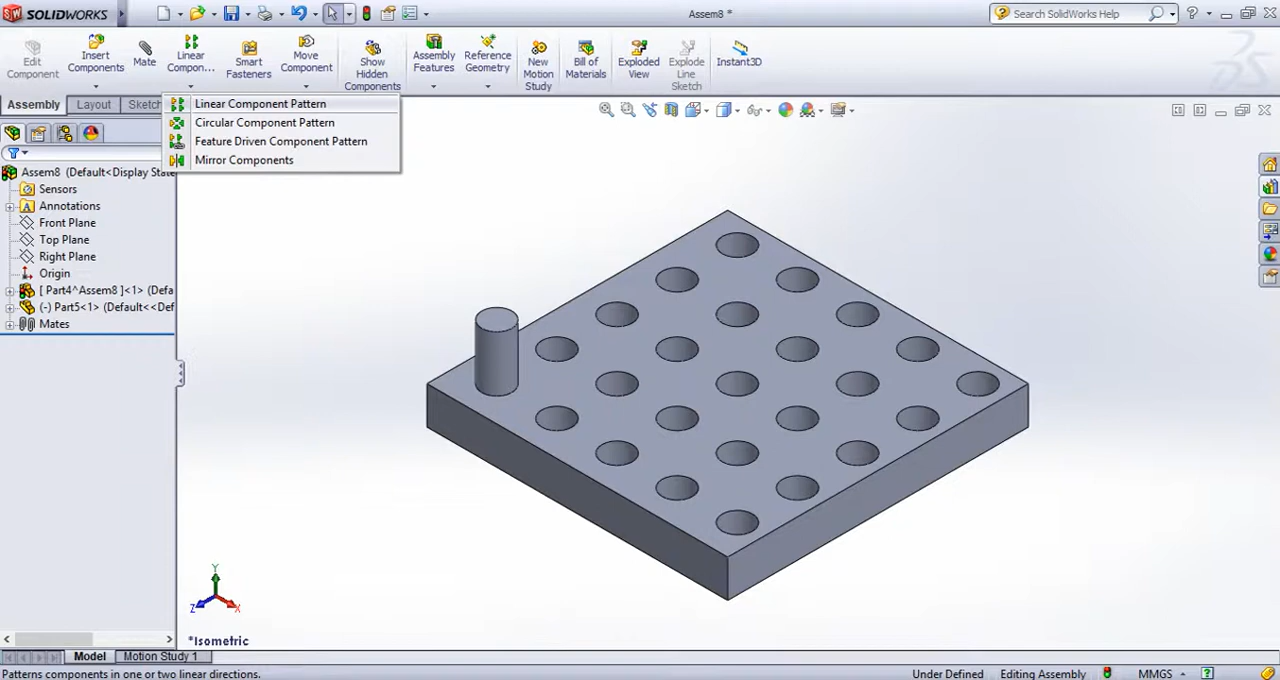 SW SOLIDWORKS
Assem8 *
Search SolidWorks Help
Edit Component
Insert Components
Mate
Linear Compon...
Smart Fasteners
Move Component
Show Hidden Components
Assembly Features
Reference Geometry
New Motion Study
Bill of Materials
Exploded View
Explode Line Sketch
Instant3D
Assembly
Layout
Sketch
Linear Component Pattern
Circular Component Pattern
Feature Driven Component Pattern
Mirror Components
Assem8 (Default<Display State
Sensors
A Annotations
Front Plane
Top Plane
Right Plane
Origin
[ Part4^Assem8 ]<1> (Defa
(-) Part5<1> (Default<<Def
Mates
Y
Z
X
*Isometric
Model
Motion Study 1
Patterns components in one or two linear directions.
Under Defined
Editing Assembly
MMGS
?